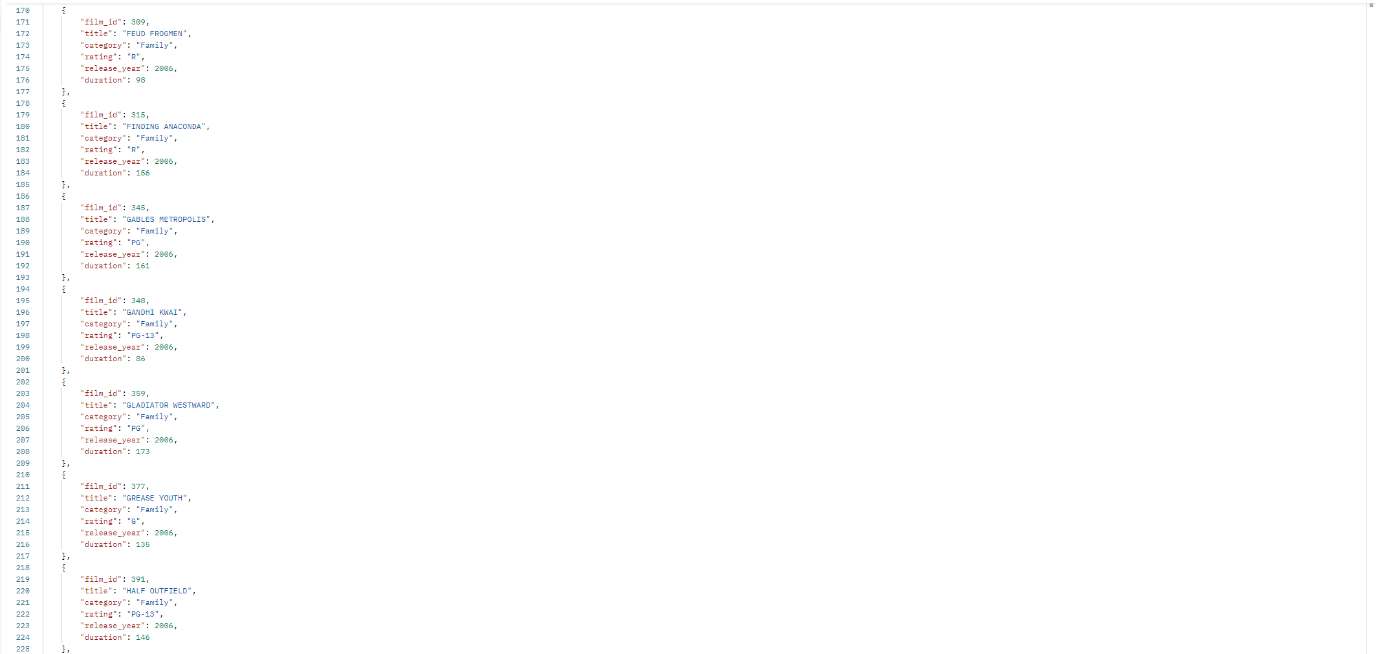 170 {
171 "film_id": 309,
172 "title": "FEUD FROGMEN",
173 "category": "Family",
174 "rating": "R",
175 "release_year": 2006,
176 "duration": 98
177 },
178 {
179 "film_id": 315,
180 "title": "FINDING ANACONDA",
181 "category": "Family",
182 "rating": "R",
183 "release_year": 2006,
184 "duration": 156
185 },
186 {
187 "film_id": 345,
188 "title": "GABLES METROPOLIS",
189 "category": "Family",
190 "rating": "PG",
191 "release_year": 2006,
192 "duration": 161
193 },
194 {
195 "film_id": 348,
196 "title": "GANDHI KWAI",
197 "category": "Family",
198 "rating": "PG-13",
199 "release_year": 2006,
200 "duration": 86
201 },
202 {
203 "film_id": 359,
204 "title": "GLADIATOR WESTWARD",
205 "category": "Family",
206 "rating": "PG",
207 "release_year": 2006,
208 "duration": 173
209 },
210 {
211 "film_id": 377,
212 "title": "GREASE YOUTH",
213 "category": "Family",
214 "rating": "G",
215 "release_year": 2006,
216 "duration": 135
217 },
218 {
219 "film_id": 391,
220 "title": "HALF OUTFIELD",
221 "category": "Family",
222 "rating": "PG-13",
223 "release_year": 2006,
224 "duration": 146
225 },